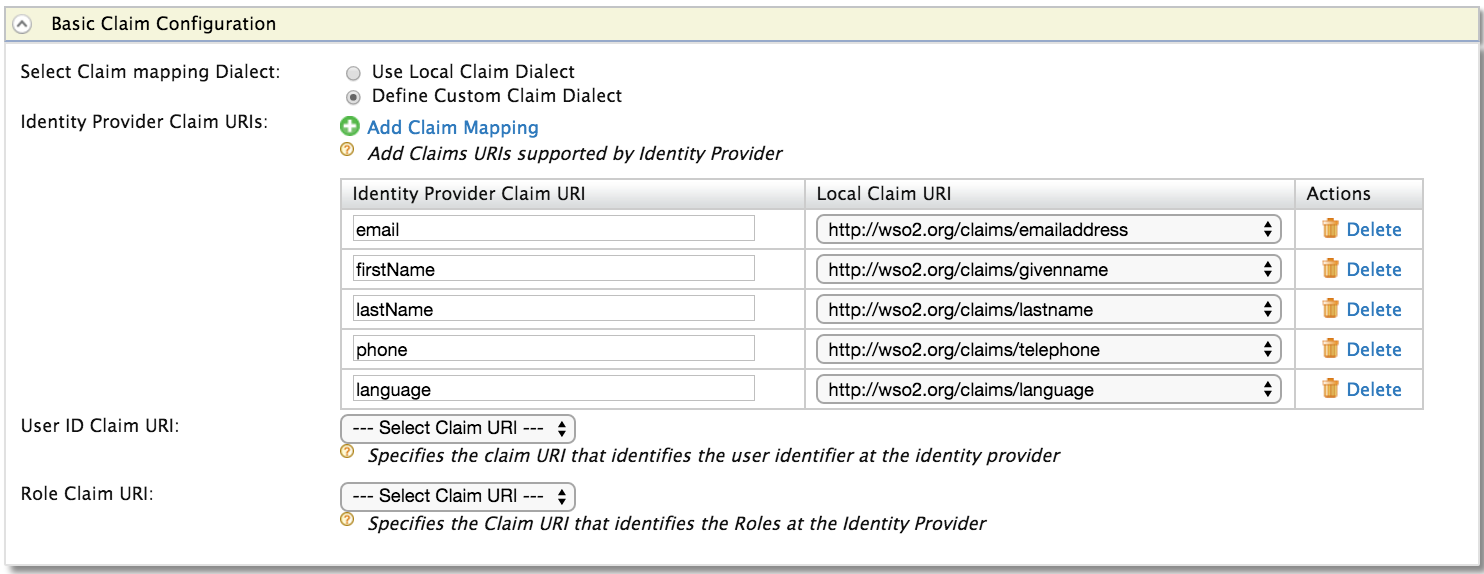 Basic Claim Configuration
Select Claim mapping Dialect:
Use Local Claim Dialect
Define Custom Claim Dialect
Identity Provider Claim URIs:
Add Claim Mapping
? Add Claims URIs supported by Identity Provider
Identity Provider Claim URI Local Claim URI Actions
email http://wso2.org/claims/emailaddress Delete
firstName http://wso2.org/claims/givenname Delete
lastName http://wso2.org/claims/lastname Delete
phone http://wso2.org/claims/telephone Delete
language http://wso2.org/claims/language Delete
User ID Claim URI: --- Select Claim URI ---
? Specifies the claim URI that identifies the user identifier at the identity provider
Role Claim URI: --- Select Claim URI ---
? Specifies the Claim URI that identifies the Roles at the Identity Provider